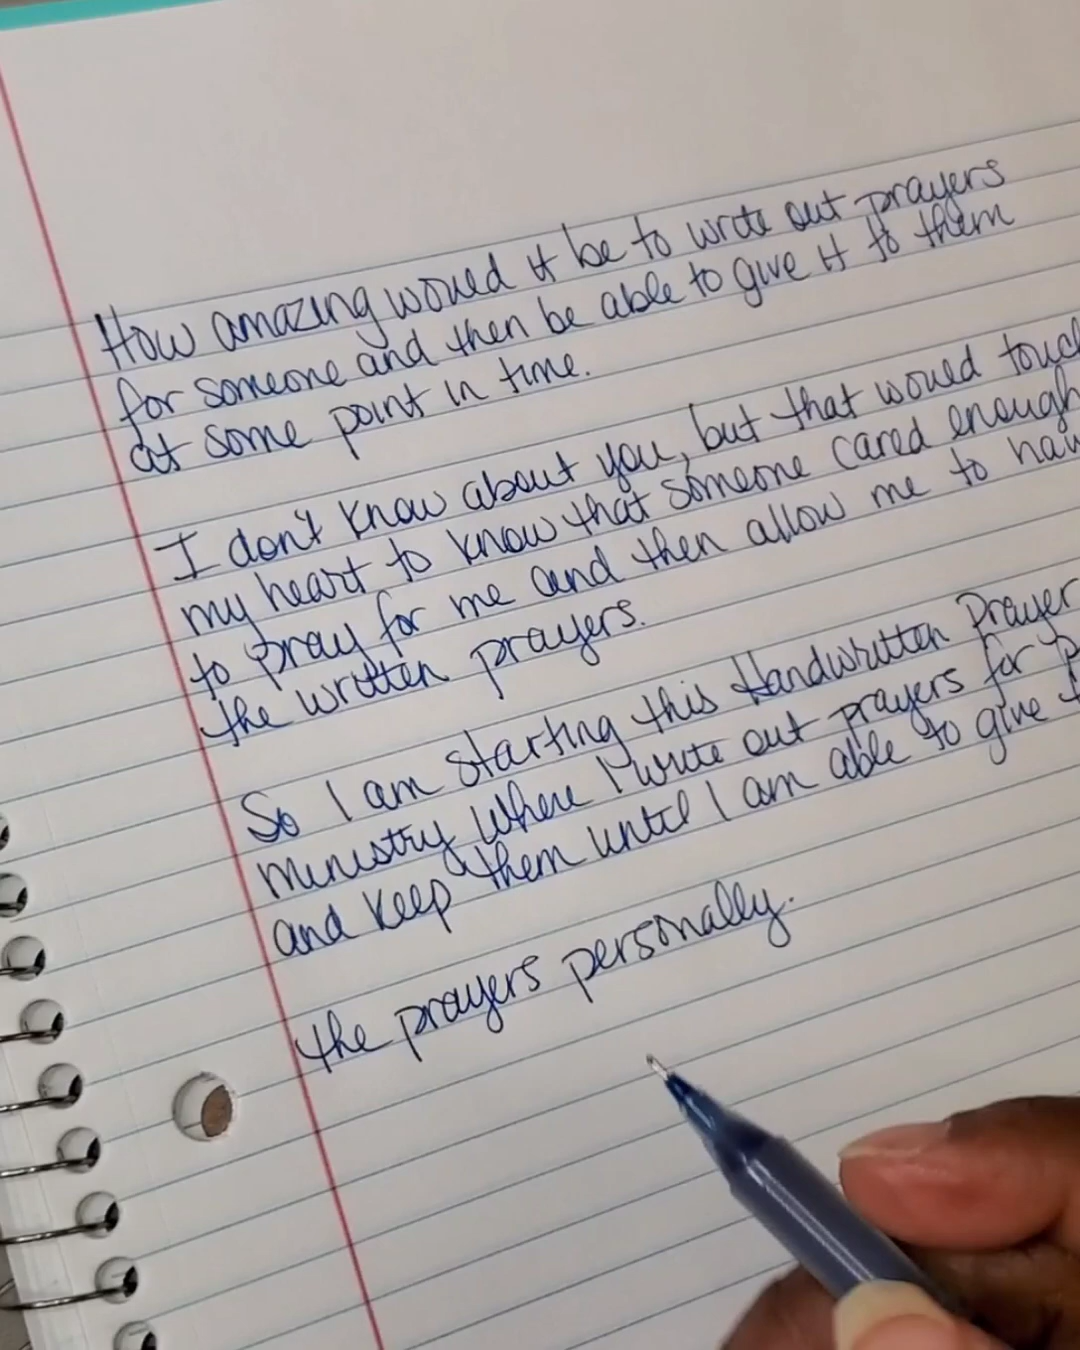 How amazing would it be to write out prayers
for someone and then be able to give it to them
at some point in time.
I don't know about you, but that would touch
my heart to know that someone cared enough
to pray for me and then allow me to hav
the written prayers.
So I am starting this Handwritten Prayer
ministry where I write out prayers for p
and keep them until I am able to give t
the prayers personally.